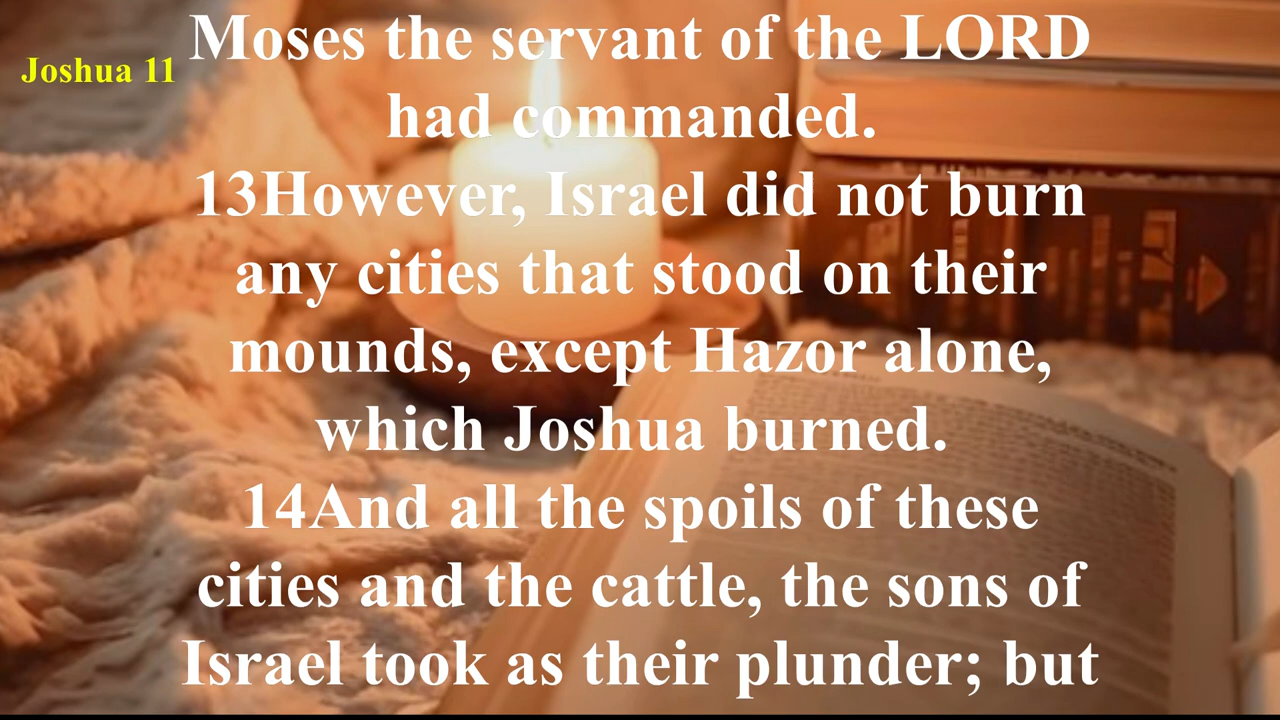 Moses the servant of the LORD
Joshua 11
had commanded.
13However, Israel did not burn
any cities that stood on their
mounds, except Hazor alone,
which Joshua burned.
14And all the spoils of these
cities and the cattle, the sons of
Israel took as their plunder; but